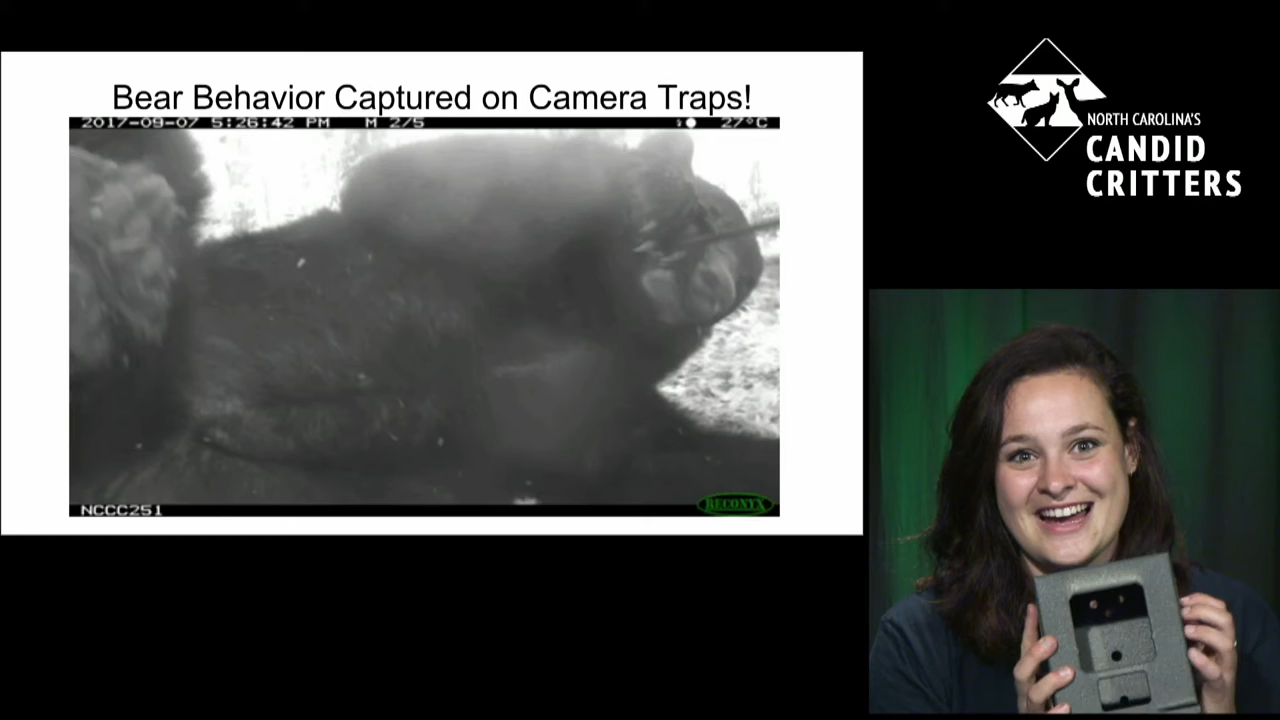 Bear Behavior Captured on Camera Traps!
2017-09-07 5:26:42 PM M 2/5 27°C
NCCC251
RECONYX
NORTH CAROLINA'S
CANDID
CRITTERS